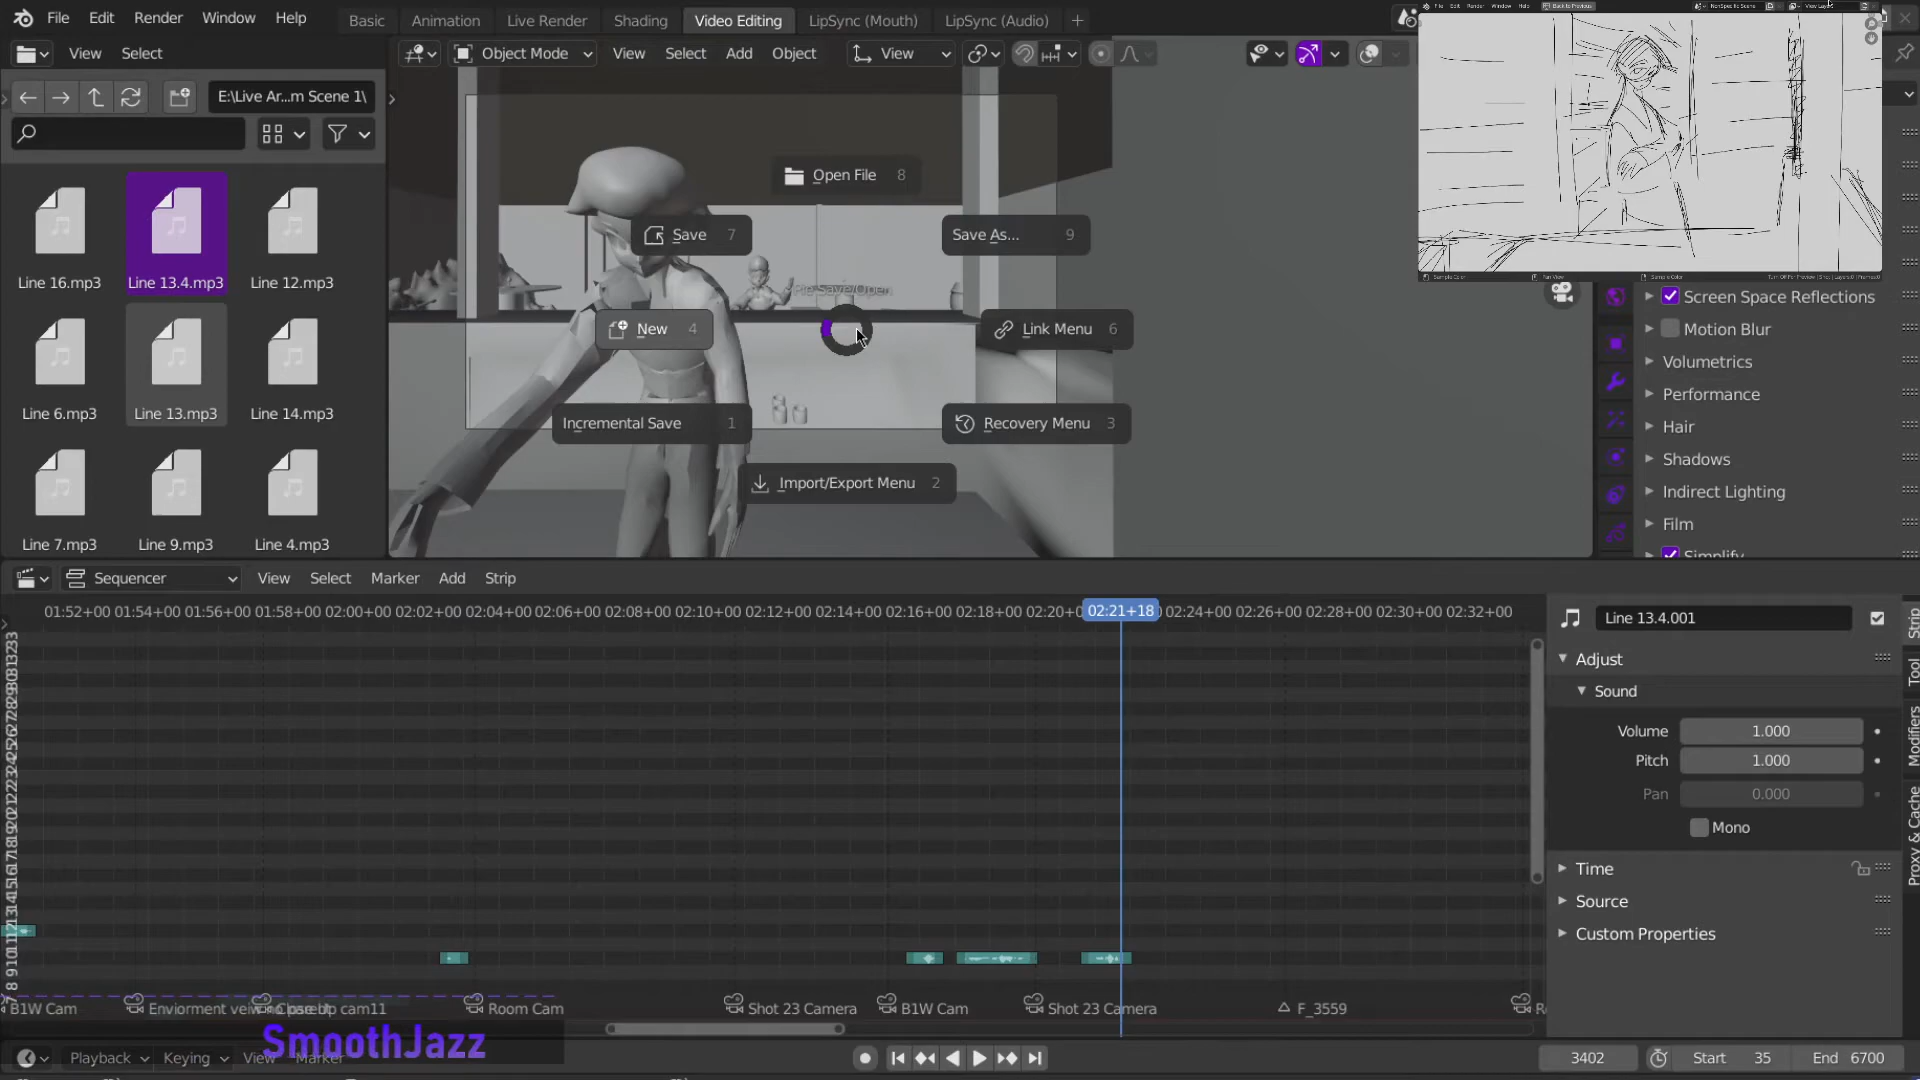 File Edit Render Window Help
Basic Animation Live Render Shading Video Editing LipSync (Mouth) LipSync (Audio)
Back to Previous
View Select
Object Mode View Select Add Object View
E:\Live Ar...m Scene 1\
Line 16.mp3 Line 13.4.mp3 Line 12.mp3
Line 6.mp3 Line 13.mp3 Line 14.mp3
Line 7.mp3 Line 9.mp3 Line 4.mp3
Open File 8
Save 7
Save As... 9
Pie Save/Open
New 4
Link Menu 6
Incremental Save 1
Recovery Menu 3
Import/Export Menu 2
Screen Space Reflections
Motion Blur
Volumetrics
Performance
Hair
Shadows
Indirect Lighting
Film
Simplify
Sequencer View Select Marker Add Strip
01:52+00 01:54+00 01:56+00 01:58+00 02:00+00 02:02+00 02:04+00 02:06+00 02:08+00 02:10+00 02:12+00 02:14+00 02:16+00 02:18+00 02:20+0 02:21+18 02:24+00 02:26+00 02:28+00 02:30+00 02:32+00
Line 13.4.001
Adjust
Sound
Volume 1.000
Pitch 1.000
Pan 0.000
Mono
Time
Source
Custom Properties
Strip
Tool
Modifiers
Proxy & Cache
B1W Cam Enviorment veiw Close up cam11 Room Cam Shot 23 Camera B1W Cam Shot 23 Camera F_3559
SmoothJazz
Playback Keying View Marker
3402 Start 35 End 6700